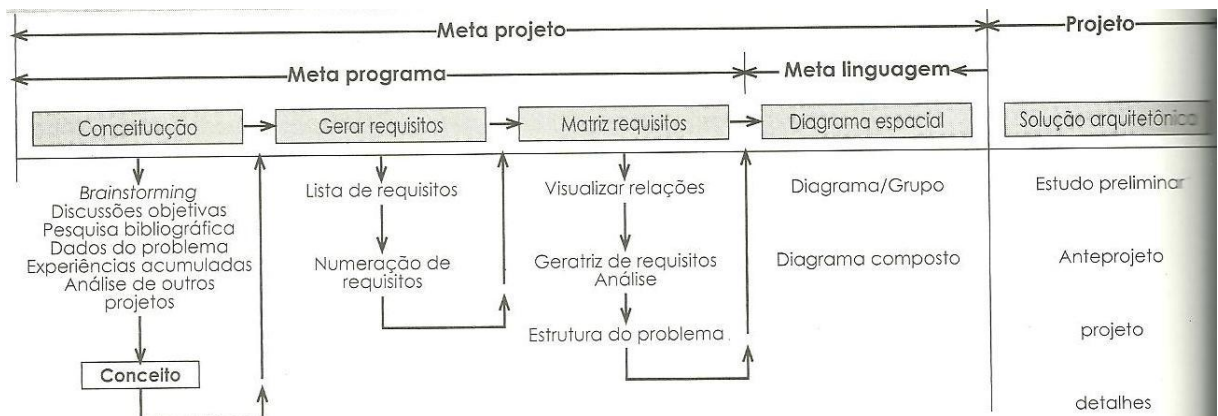 Meta projeto
Projeto
Meta programa
Meta linguagem
Conceituação
Gerar requisitos
Matriz requisitos
Diagrama espacial
Solução arquitetônica
Brainstorming
Discussões objetivas
Pesquisa bibliográfica
Dados do problema
Experiências acumuladas
Análise de outros
projetos
Conceito
Lista de requisitos
Numeração de
requisitos
Visualizar relações
Geratriz de requisitos
Análise
Estrutura do problema
Diagrama/Grupo
Diagrama composto
Estudo preliminar
Anteprojeto
projeto
detalhes